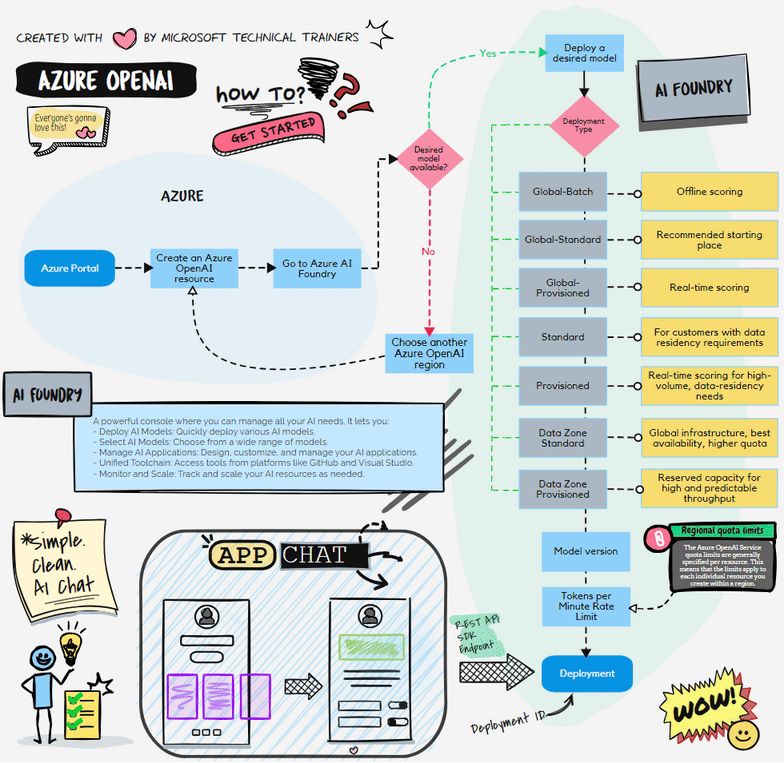 CREATED WITH BY MICROSOFT TECHNICAL TRAINERS
AZURE OPENAI
Everyone's gonna
love this!
HOW TO?
GET STARTED
AZURE
Azure Portal
Create an Azure
OpenAI
resource
Go to Azure AI
Foundry
Desired
model
available?
Yes
No
Choose another
Azure OpenAI
region
Deploy a
desired model
AI FOUNDRY
Deployment
Type
Global-Batch
Offline scoring
Global-Standard
Recommended starting
place
Global-
Provisioned
Real-time scoring
Standard
For customers with data
residency requirements
Provisioned
Real-time scoring for high-
volume, data-residency
needs
Data Zone
Standard
Global infrastructure, best
availability, higher quota
Data Zone
Provisioned
Reserved capacity for
high and predictable
throughput
Model version
Tokens per
Minute Rate
Limit
Regional quota limits
The Azure OpenAI Service
quota limits are generally
specified per resource. This
means that the limits apply to
each individual resource you
create within a region.
Deployment
Deployment ID
REST API
SDK
Endpoint
WOW!
AI FOUNDRY
A powerful console where you can manage all your AI needs. It lets you:
- Deploy AI Models: Quickly deploy various AI models.
- Select AI Models: Choose from a wide range of models.
- Manage AI Applications: Design, customize, and manage your AI applications.
- Unified Toolchain: Access tools from platforms like GitHub and Visual Studio.
- Monitor and Scale: Track and scale your AI resources as needed.
*Simple.
Clean.
AI Chat
APP CHAT